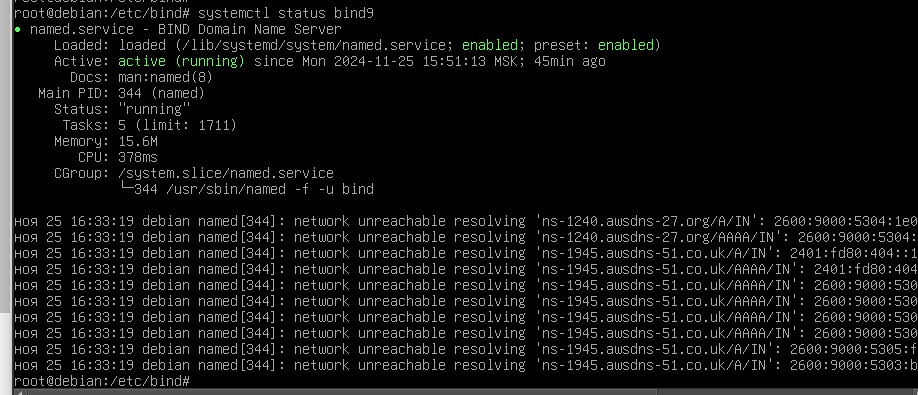 root@debian:/etc/bind#
root@debian:/etc/bind# systemctl status bind9
● named.service - BIND Domain Name Server
Loaded: loaded (/lib/systemd/system/named.service; enabled; preset: enabled)
Active: active (running) since Mon 2024-11-25 15:51:13 MSK; 45min ago
Docs: man:named(8)
Main PID: 344 (named)
Status: "running"
Tasks: 5 (limit: 1711)
Memory: 15.6M
CPU: 378ms
CGroup: /system.slice/named.service
└─344 /usr/sbin/named -f -u bind
ноя 25 16:33:19 debian named[344]: network unreachable resolving 'ns-1240.awsdns-27.org/A/IN': 2600:9000:5304:1e0
ноя 25 16:33:19 debian named[344]: network unreachable resolving 'ns-1240.awsdns-27.org/AAAA/IN': 2600:9000:5304:
ноя 25 16:33:19 debian named[344]: network unreachable resolving 'ns-1945.awsdns-51.co.uk/A/IN': 2401:fd80:404::1
ноя 25 16:33:19 debian named[344]: network unreachable resolving 'ns-1945.awsdns-51.co.uk/AAAA/IN': 2401:fd80:404
ноя 25 16:33:19 debian named[344]: network unreachable resolving 'ns-1945.awsdns-51.co.uk/AAAA/IN': 2600:9000:530
ноя 25 16:33:19 debian named[344]: network unreachable resolving 'ns-1945.awsdns-51.co.uk/AAAA/IN': 2600:9000:530
ноя 25 16:33:19 debian named[344]: network unreachable resolving 'ns-1945.awsdns-51.co.uk/AAAA/IN': 2600:9000:530
ноя 25 16:33:19 debian named[344]: network unreachable resolving 'ns-1945.awsdns-51.co.uk/AAAA/IN': 2600:9000:530
ноя 25 16:33:19 debian named[344]: network unreachable resolving 'ns-1945.awsdns-51.co.uk/A/IN': 2600:9000:5305:f
ноя 25 16:33:19 debian named[344]: network unreachable resolving 'ns-1945.awsdns-51.co.uk/A/IN': 2600:9000:5303:b
root@debian:/etc/bind#